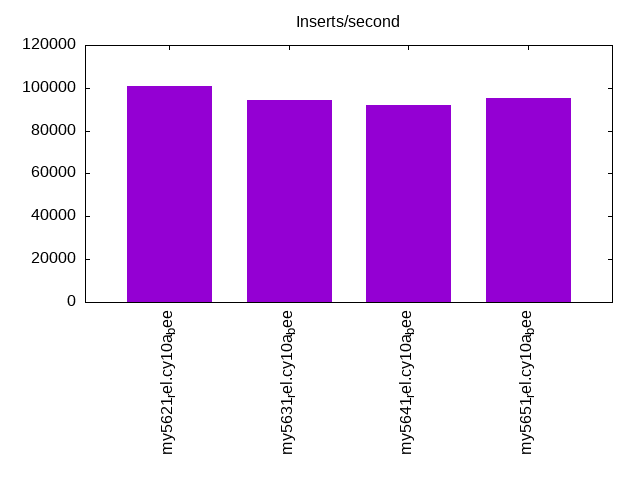 Inserts/second
120000
100000
80000
60000
40000
20000
0
my5621rel.cy10abee
my5631rel.cy10abee
my5641rel.cy10abee
my5651rel.cy10abee